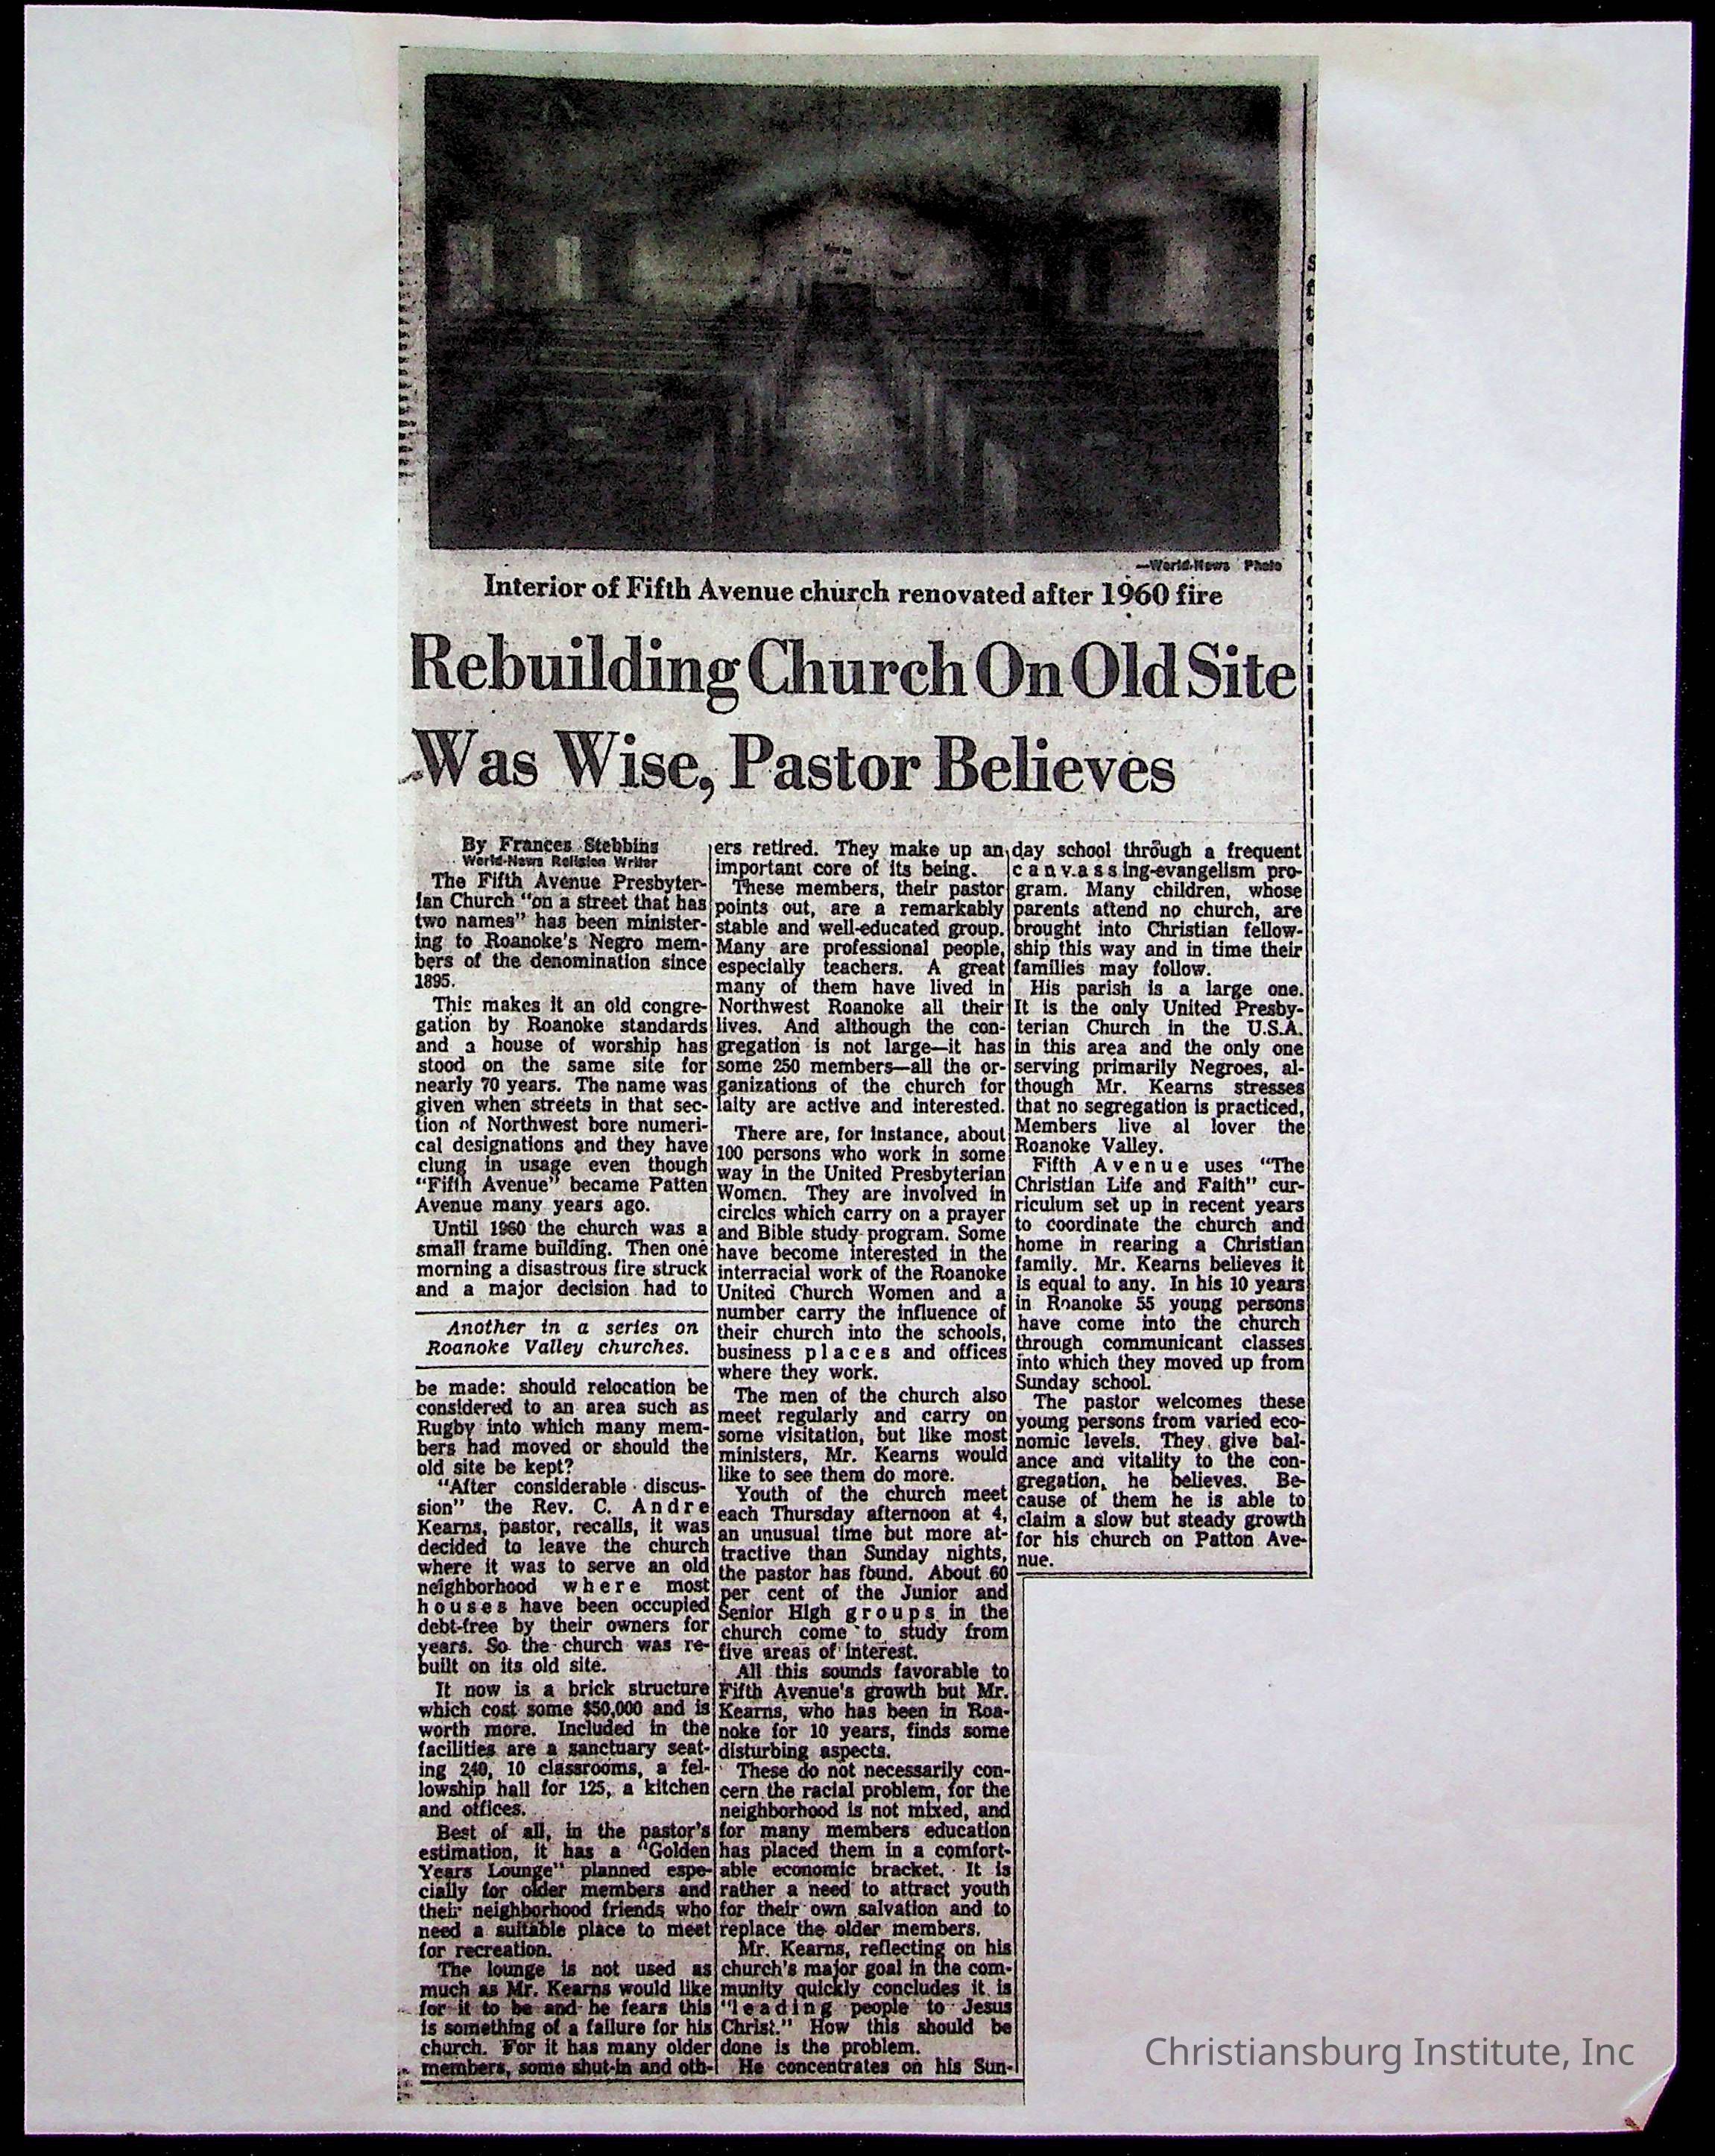 —World-News Photo
Interior of Fifth Avenue church renovated after 1960 fire
Rebuilding Church On Old Site
Was Wise, Pastor Believes
By Frances Stebbins
World-News Religion Writer
The Fifth Avenue Presbyter-
ian Church "on a street that has
two names" has been minister-
ing to Roanoke's Negro mem-
bers of the denomination since
1895.
This makes it an old congre-
gation by Roanoke standards
and a house of worship has
stood on the same site for
nearly 70 years. The name was
given when streets in that sec-
tion of Northwest bore numeri-
cal designations and they have
clung in usage even though
"Fifth Avenue" became Patten
Avenue many years ago.
Until 1960 the church was a
small frame building. Then one
morning a disastrous fire struck
and a major decision had to
Another in a series on
Roanoke Valley churches.
be made: should relocation be
considered to an area such as
Rugby into which many mem-
bers had moved or should the
old site be kept?
"After considerable discus-
sion" the Rev. C. Andre
Kearns, pastor, recalls, it was
decided to leave the church
where it was to serve an old
neighborhood where most
houses have been occupied
debt-free by their owners for
years. So the church was re-
built on its old site.
It now is a brick structure
which cost some $50,000 and is
worth more. Included in the
facilities are a sanctuary seat-
ing 240, 10 classrooms, a fel-
lowship hall for 125, a kitchen
and offices.
Best of all, in the pastor's
estimation, it has a "Golden
Years Lounge" planned espe-
cially for older members and
their neighborhood friends who
need a suitable place to meet
for recreation.
The lounge is not used as
much as Mr. Kearns would like
for it to be and he fears this
is something of a failure for his
church. For it has many older
members, some shut-in and oth-
ers retired. They make up an
important core of its being.
These members, their pastor
points out, are a remarkably
stable and well-educated group.
Many are professional people,
especially teachers. A great
many of them have lived in
Northwest Roanoke all their
lives. And although the con-
gregation is not large—it has
some 250 members—all the or-
ganizations of the church for
laity are active and interested.
There are, for instance, about
100 persons who work in some
way in the United Presbyterian
Women. They are involved in
circles which carry on a prayer
and Bible study program. Some
have become interested in the
interracial work of the Roanoke
United Church Women and a
number carry the influence of
their church into the schools,
business places and offices
where they work.
The men of the church also
meet regularly and carry on
some visitation, but like most
ministers, Mr. Kearns would
like to see them do more.
Youth of the church meet
each Thursday afternoon at 4,
an unusual time but more at-
tractive than Sunday nights,
the pastor has found. About 60
per cent of the Junior and
Senior High groups in the
church come to study from
five areas of interest.
All this sounds favorable to
Fifth Avenue's growth but Mr.
Kearns, who has been in Roa-
noke for 10 years, finds some
disturbing aspects.
These do not necessarily con-
cern the racial problem, for the
neighborhood is not mixed, and
for many members education
has placed them in a comfort-
able economic bracket. It is
rather a need to attract youth
for their own salvation and to
replace the older members.
Mr. Kearns, reflecting on his
church's major goal in the com-
munity quickly concludes it is
"leading people to Jesus
Christ." How this should be
done is the problem.
He concentrates on his Sun-
day school through a frequent
canvassing-evangelism pro-
gram. Many children, whose
parents attend no church, are
brought into Christian fellow-
ship this way and in time their
families may follow.
His parish is a large one.
It is the only United Presby-
terian Church in the U.S.A.
in this area and the only one
serving primarily Negroes, al-
though Mr. Kearns stresses
that no segregation is practiced,
Members live al lover the
Roanoke Valley.
Fifth Avenue uses "The
Christian Life and Faith" cur-
riculum set up in recent years
to coordinate the church and
home in rearing a Christian
family. Mr. Kearns believes it
is equal to any. In his 10 years
in Roanoke 55 young persons
have come into the church
through communicant classes
into which they moved up from
Sunday school.
The pastor welcomes these
young persons from varied eco-
nomic levels. They give bal-
ance and vitality to the con-
gregation, he believes. Be-
cause of them he is able to
claim a slow but steady growth
for his church on Patton Ave-
nue.
Christiansburg Institute, Inc